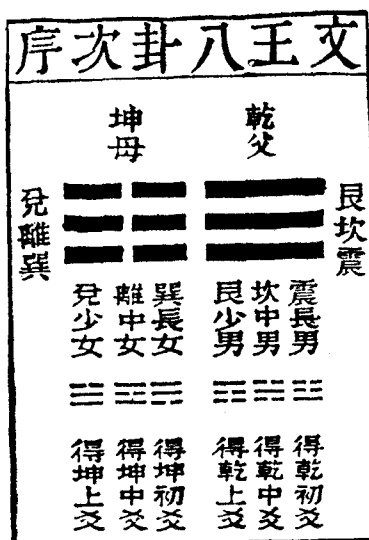 文王八卦次序
乾父
坤母
艮坎震
兌離巽
震長男
坎中男
艮少男
巽長女
離中女
兌少女
得乾初爻
得乾中爻
得乾上爻
得坤初爻
得坤中爻
得坤上爻